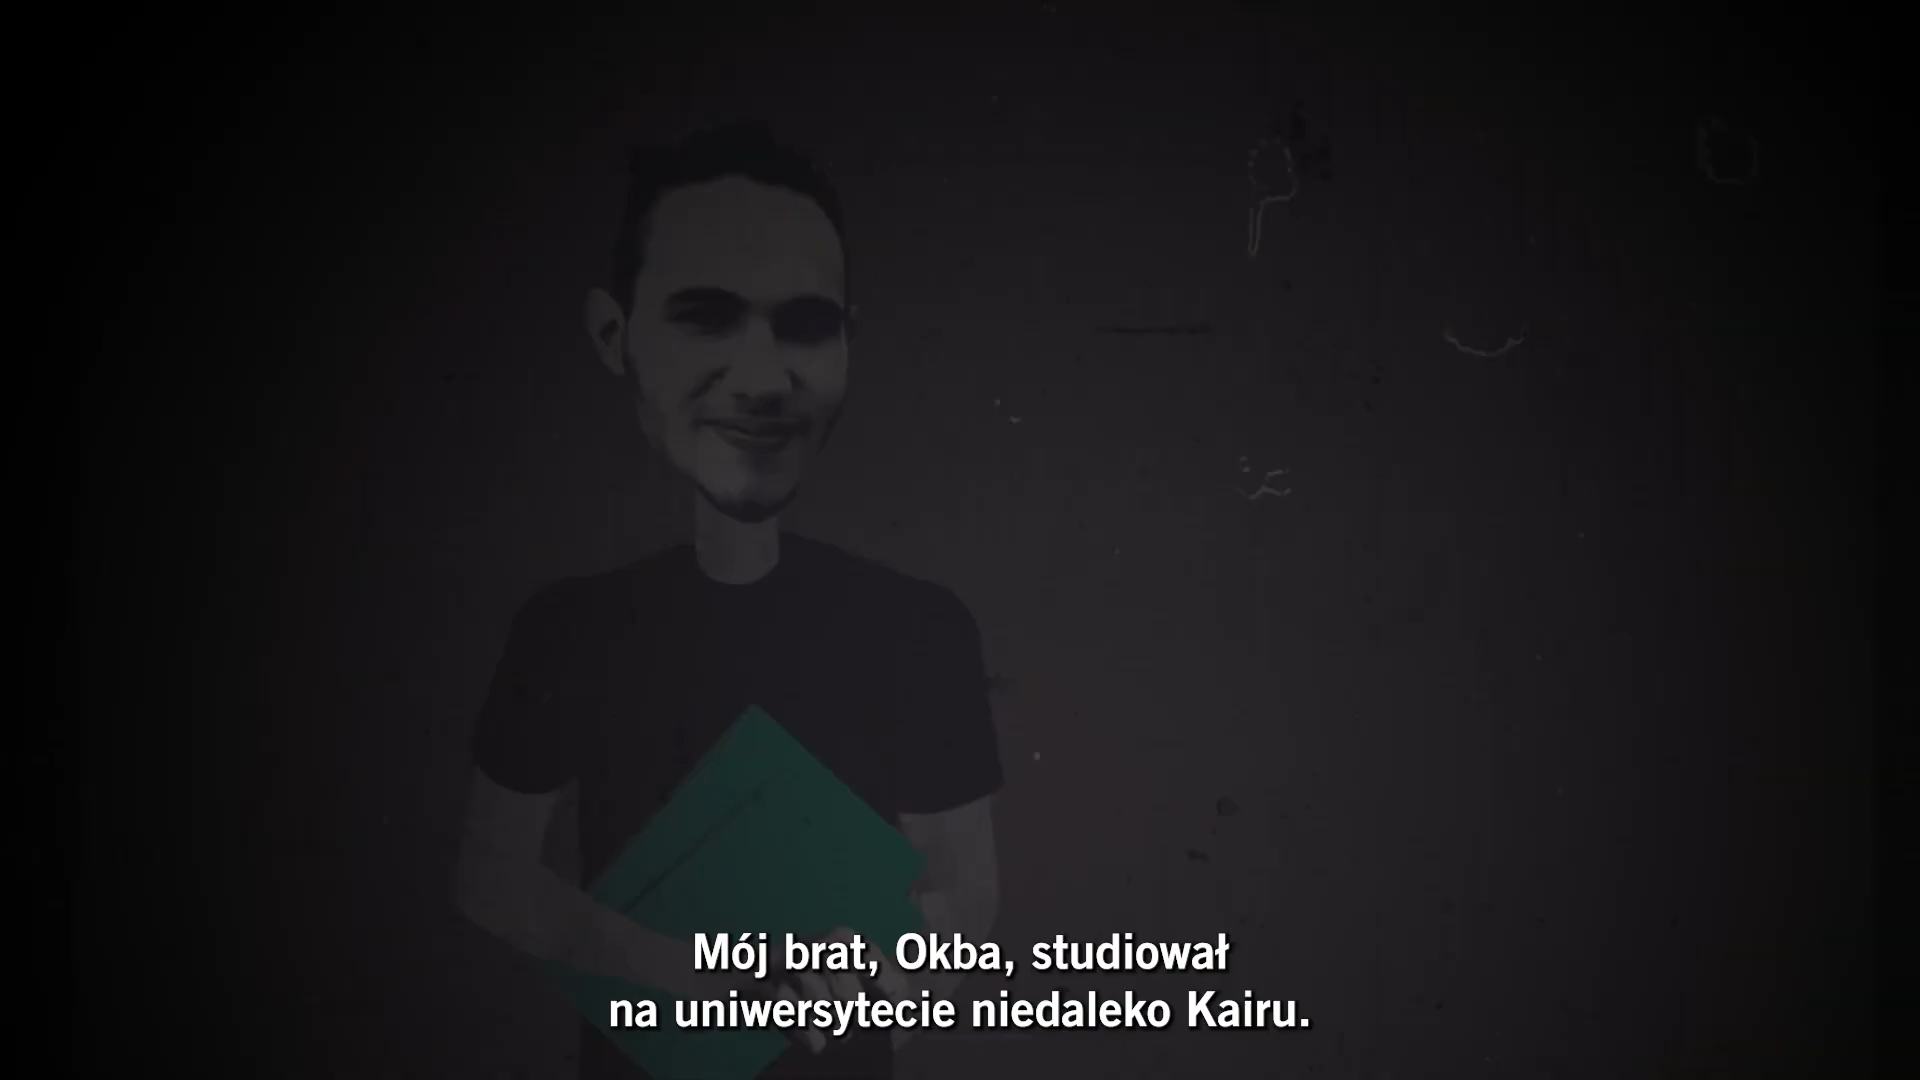 Mój brat, Okba, studiował
na uniwersytecie niedaleko Kairu.